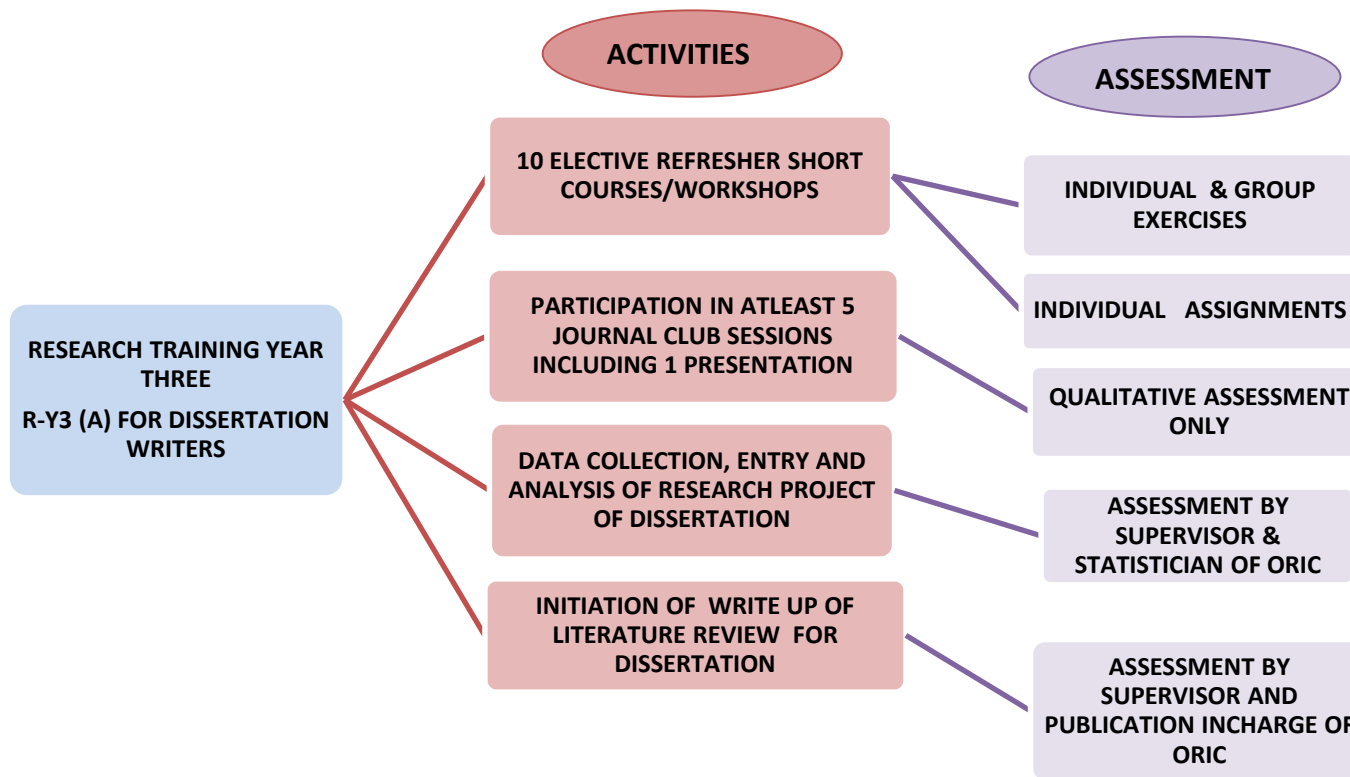 ACTIVITIES
ASSESSMENT
10 ELECTIVE REFRESHER SHORT
COURSES/WORKSHOPS
INDIVIDUAL & GROUP
EXERCISES
INDIVIDUAL ASSIGNMENTS
PARTICIPATION IN ATLEAST 5
JOURNAL CLUB SESSIONS
INCLUDING 1 PRESENTATION
QUALITATIVE ASSESSMENT
ONLY
RESEARCH TRAINING YEAR
THREE
R-Y3 (A) FOR DISSERTATION
WRITERS
DATA COLLECTION, ENTRY AND
ANALYSIS OF RESEARCH PROJECT
OF DISSERTATION
ASSESSMENT BY
SUPERVISOR &
STATISTICIAN OF ORIC
INITIATION OF WRITE UP OF
LITERATURE REVIEW FOR
DISSERTATION
ASSESSMENT BY
SUPERVISOR AND
PUBLICATION INCHARGE OF
ORIC